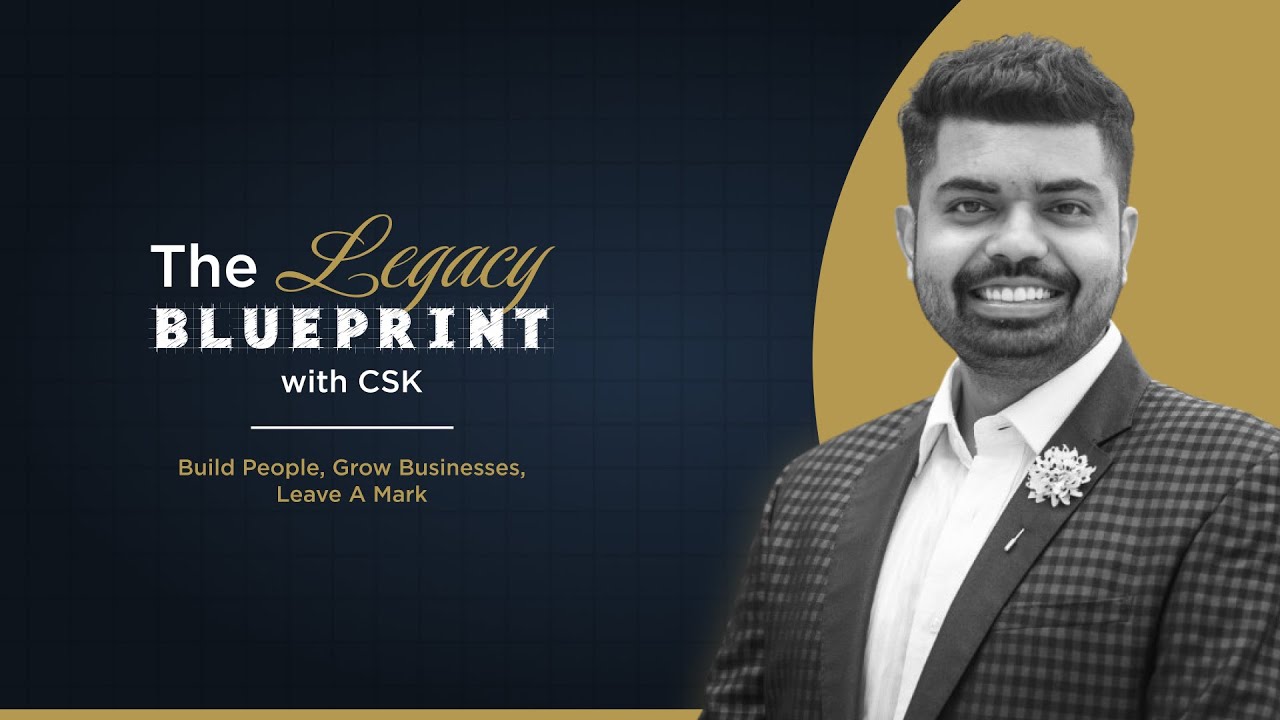 The Legacy
BLUEPRINT
with CSK
Build People, Grow Businesses,
Leave A Mark